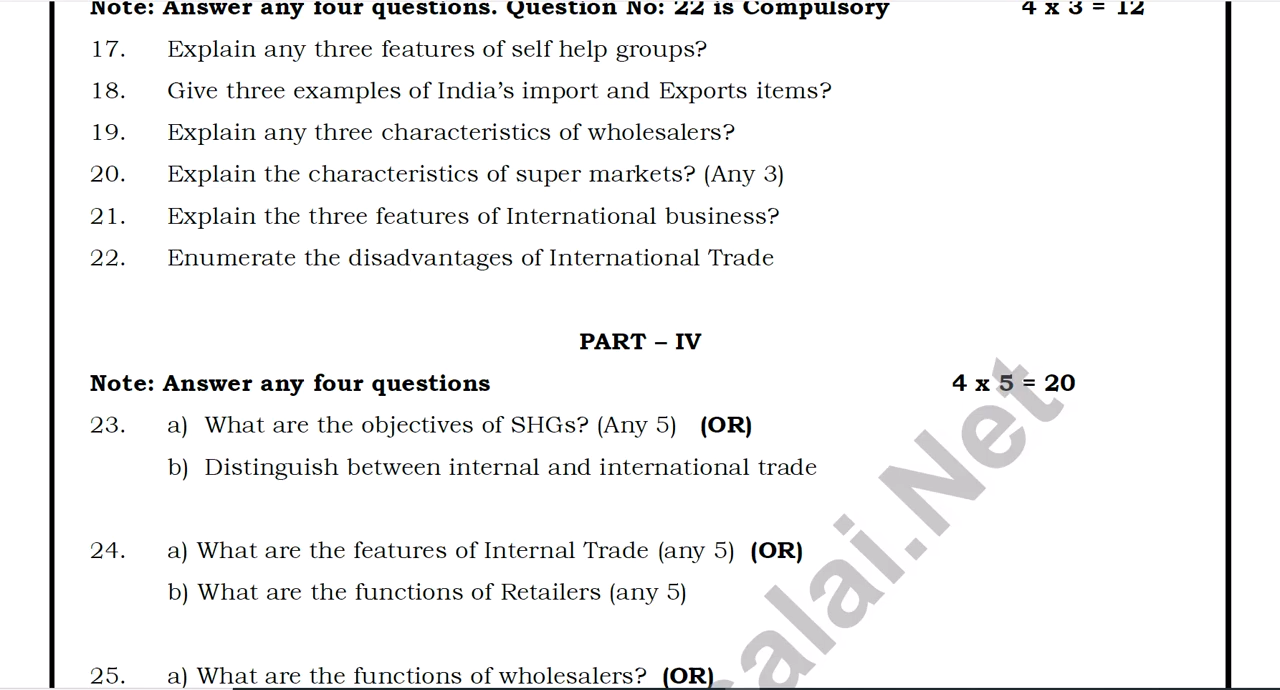 Note: Answer any four questions. Question No: 22 is Compulsory 4 x 3 = 12
17. Explain any three features of self help groups?
18. Give three examples of India’s import and Exports items?
19. Explain any three characteristics of wholesalers?
20. Explain the characteristics of super markets? (Any 3)
21. Explain the three features of International business?
22. Enumerate the disadvantages of International Trade
PART – IV
Note: Answer any four questions 4 x 5 = 20
23. a) What are the objectives of SHGs? (Any 5) (OR)
b) Distinguish between internal and international trade
24. a) What are the features of Internal Trade (any 5) (OR)
b) What are the functions of Retailers (any 5)
25. a) What are the functions of wholesalers? (OR)
alai.Net